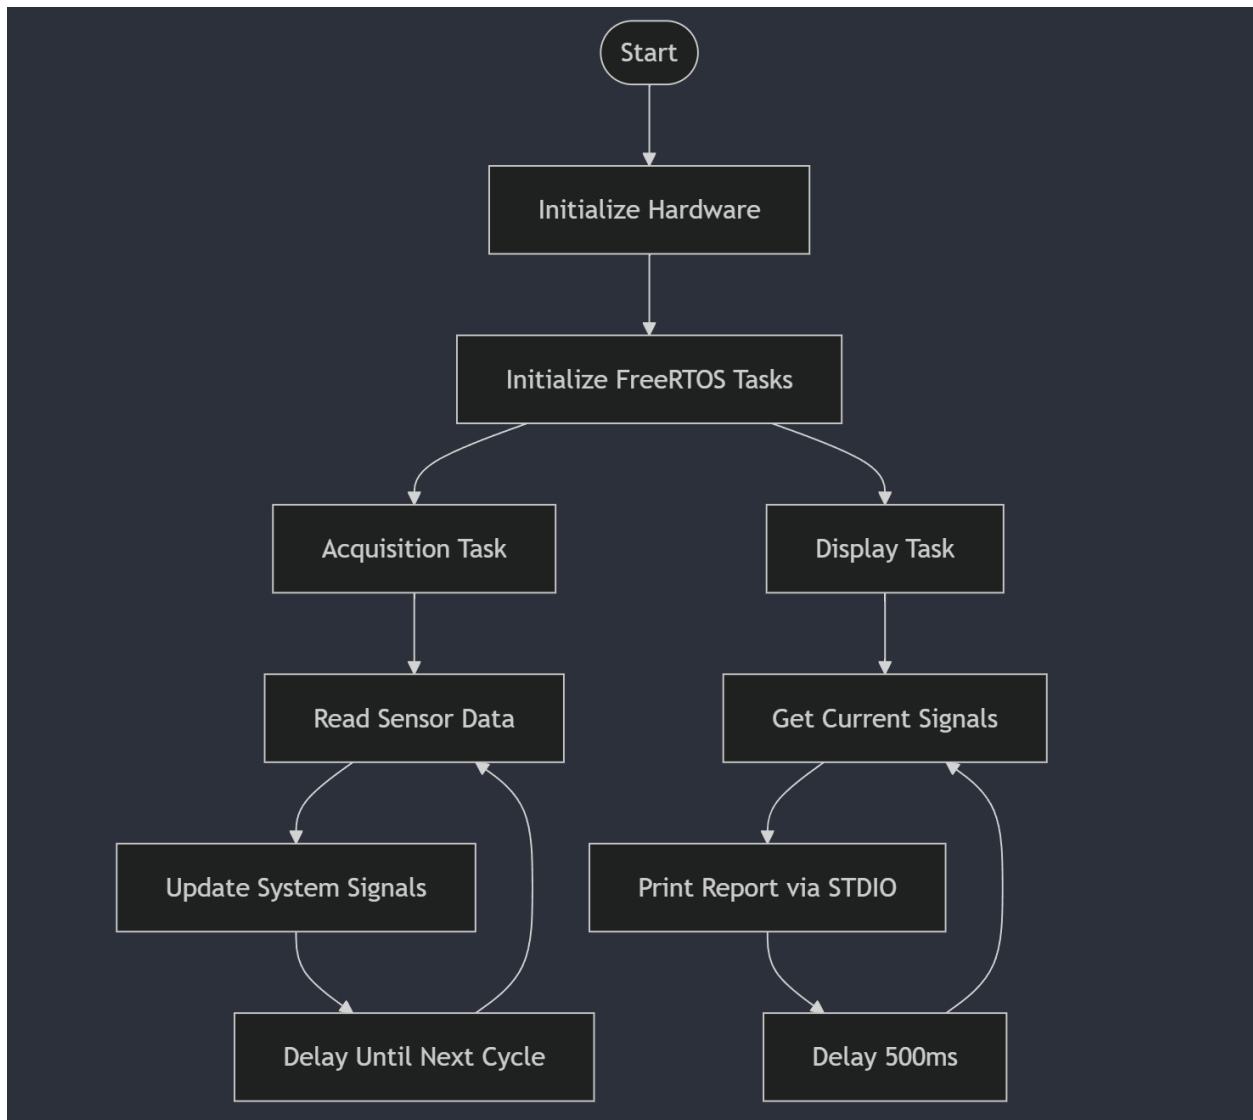 Start
Initialize Hardware
Initialize FreeRTOS Tasks
Acquisition Task
Display Task
Read Sensor Data
Get Current Signals
Update System Signals
Print Report via STDIO
Delay Until Next Cycle
Delay 500ms